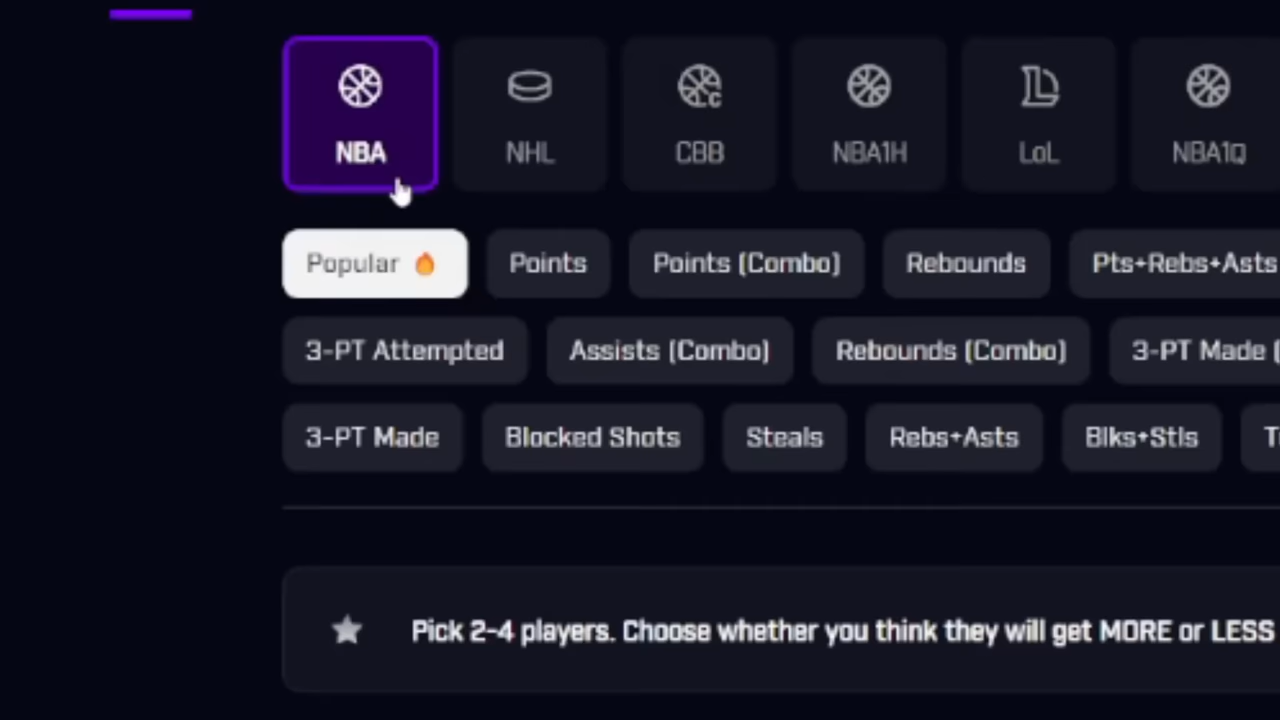 NBA NHL CBB NBA1H LoL NBA1Q
Popular Points Points (Combo) Rebounds Pts+Rebs+Asts
3-PT Attempted Assists (Combo) Rebounds (Combo) 3-PT Made (
3-PT Made Blocked Shots Steals Rebs+Asts Blks+Stls
Pick 2-4 players. Choose whether you think they will get MORE or LESS